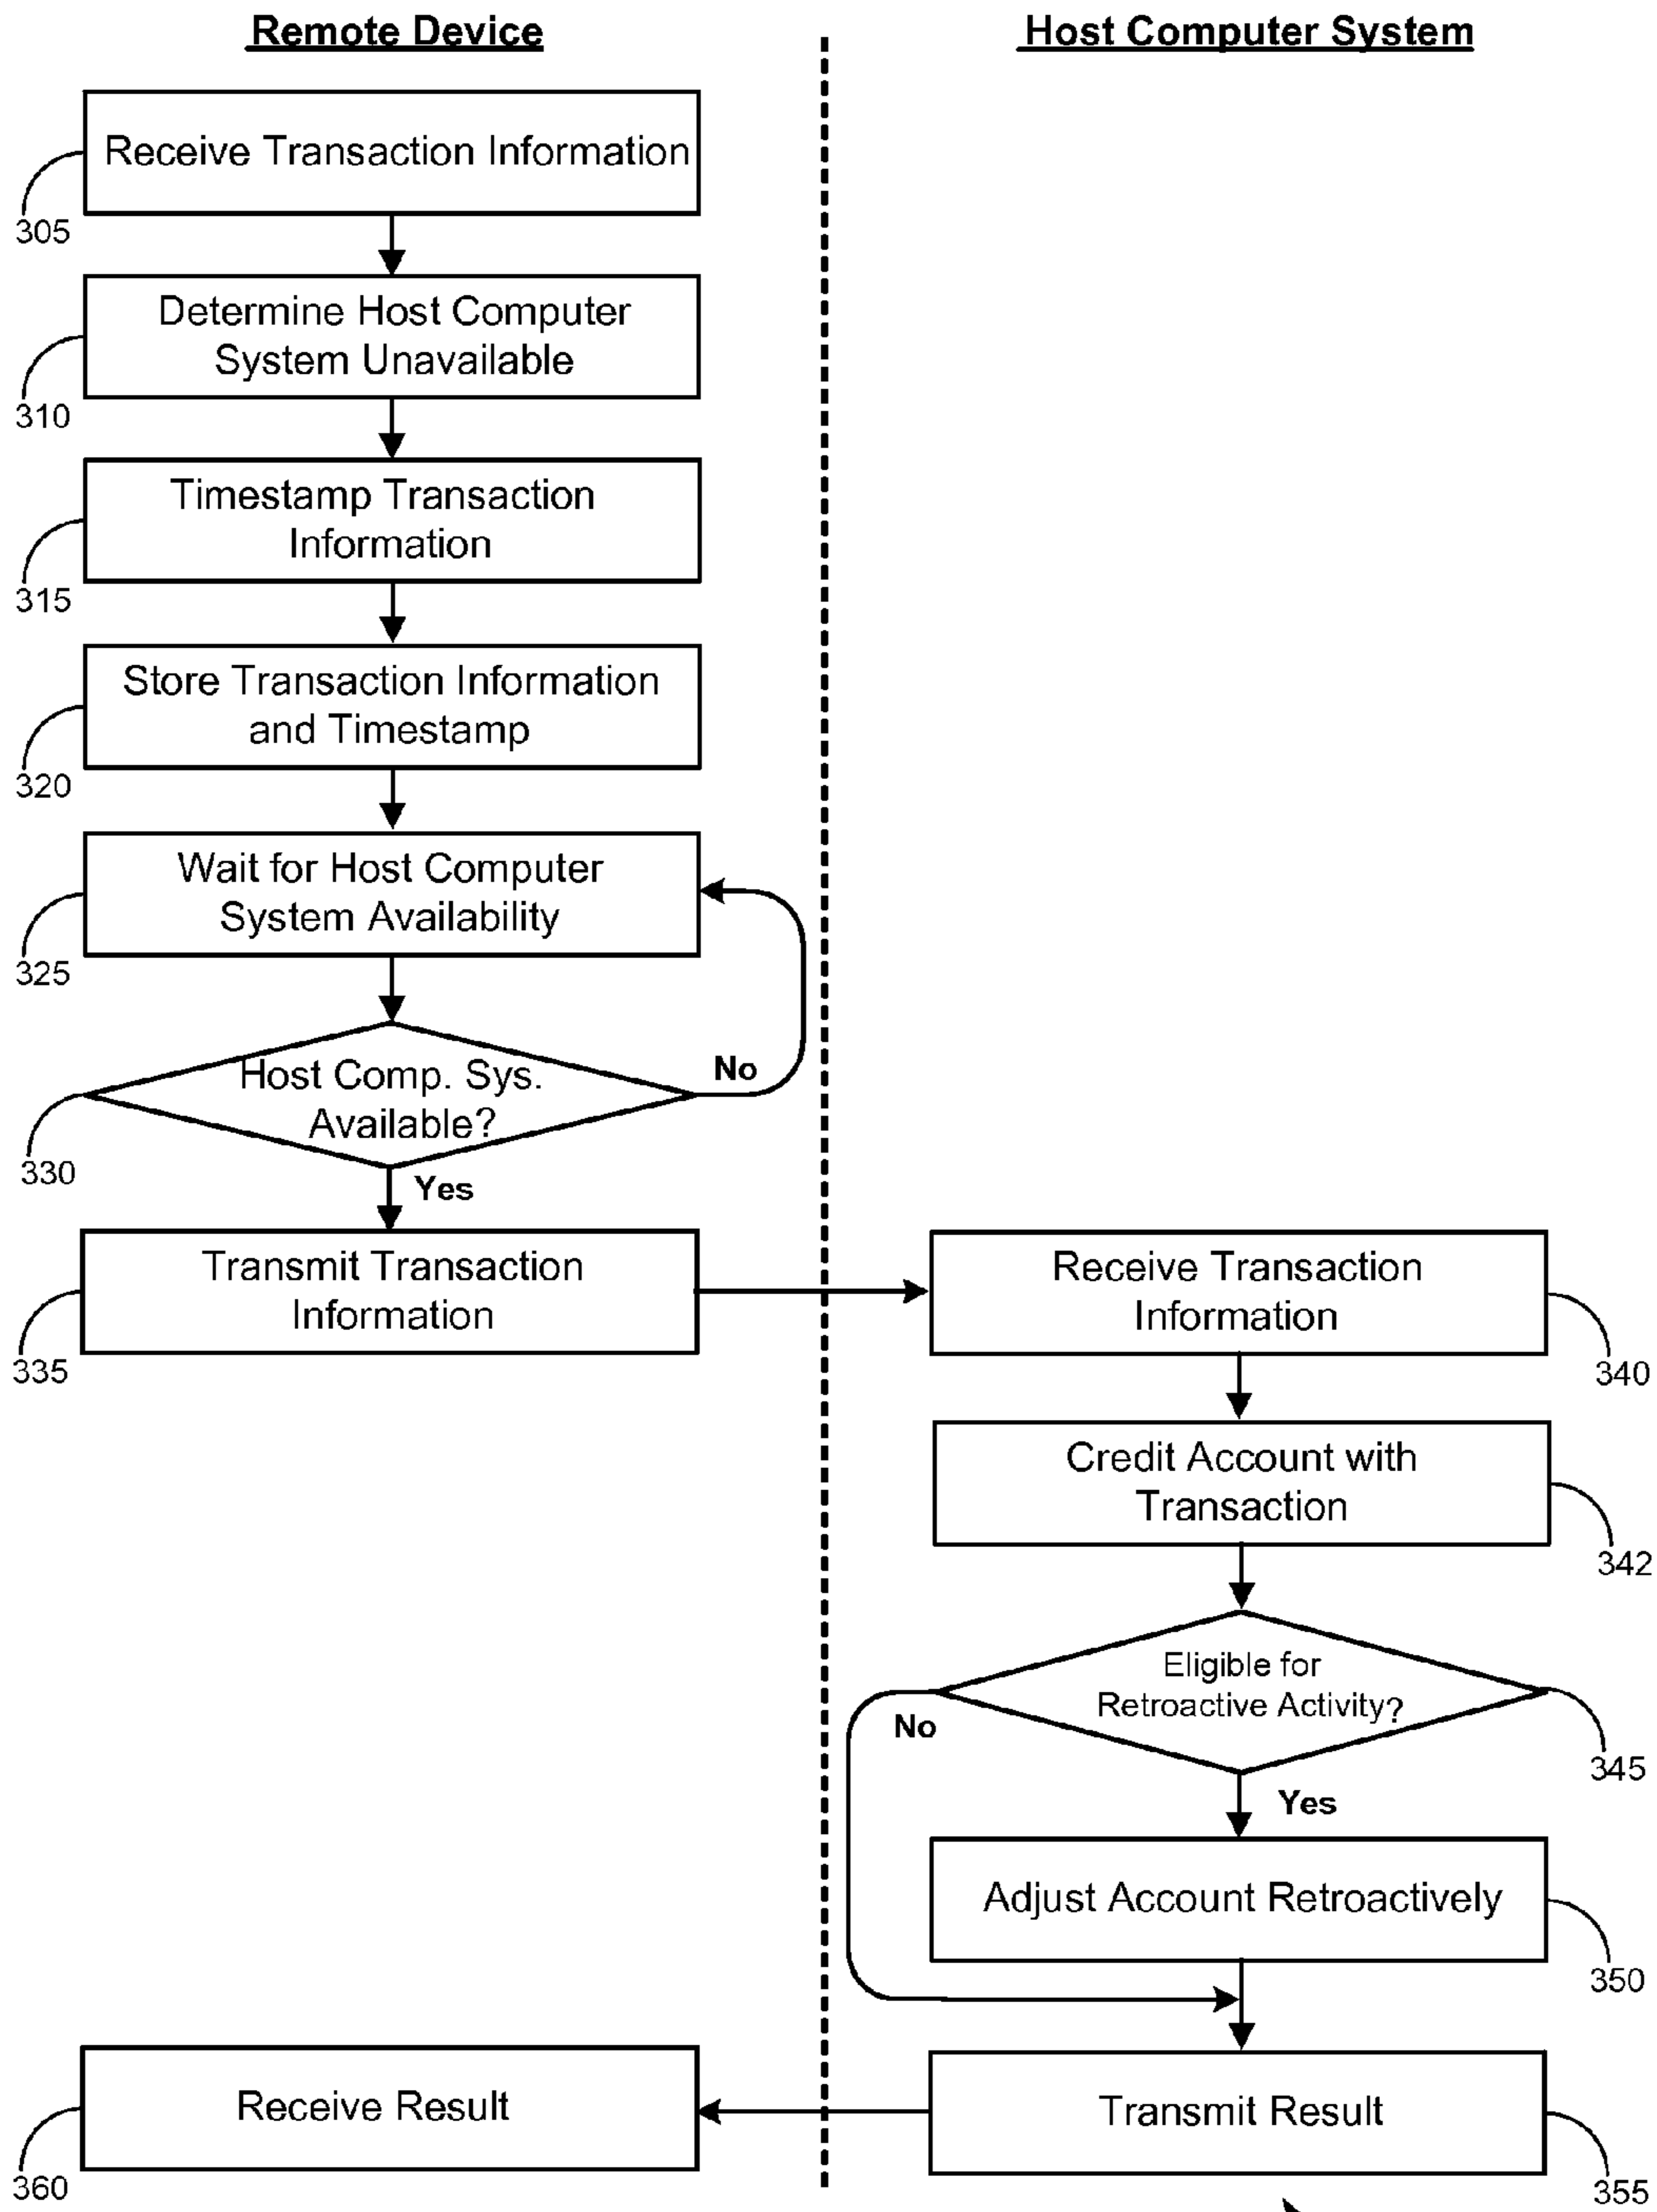 Remote Device
Host Computer System
Receive Transaction Information
305
Determine Host Computer
System Unavailable
310
Timestamp Transaction
Information
315
Store Transaction Information
and Timestamp
320
Wait for Host Computer
System Availability
325
Host Comp. Sys.
Available?
No
330
Yes
Transmit Transaction
Information
335
Receive Transaction
Information
340
Credit Account with
Transaction
342
Eligible for
Retroactive Activity?
No
345
Yes
Adjust Account Retroactively
350
Receive Result
360
Transmit Result
355